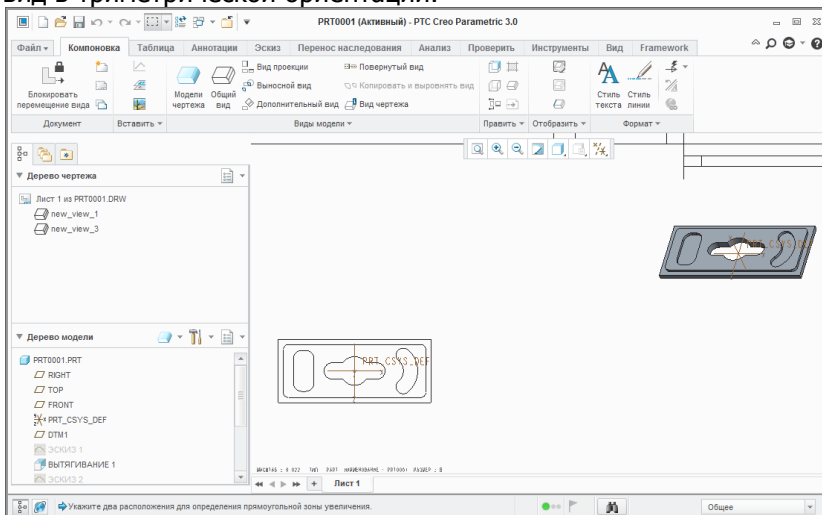 вид в триметрической ориентации.
PRT0001 (Активный) - PTC Creo Parametric 3.0
Файл Компоновка Таблица Аннотации Эскиз Перенос наследования Анализ Проверить Инструменты Вид Framework
Блокировать перемещение вида
Модели чертежа
Общий вид
Вид проекции
Повернутый вид
Выносной вид
Копировать и выровнять вид
Дополнительный вид
Вид чертежа
Стиль текста
Стиль линии
Документ Вставить Виды модели Править Отобразить Формат
Дерево чертежа
Лист 1 из PRT0001.DRW
new_view_1
new_view_3
Дерево модели
PRT0001.PRT
RIGHT
TOP
FRONT
PRT_CSYS_DEF
DTM1
ЭСКИЗ 1
ВЫТЯГИВАНИЕ 1
ЭСКИЗ 2
PRT_CSYS_DEF
PRT_CSYS_DEF
Лист 1
Укажите два расположения для определения прямоугольной зоны увеличения.
Общее